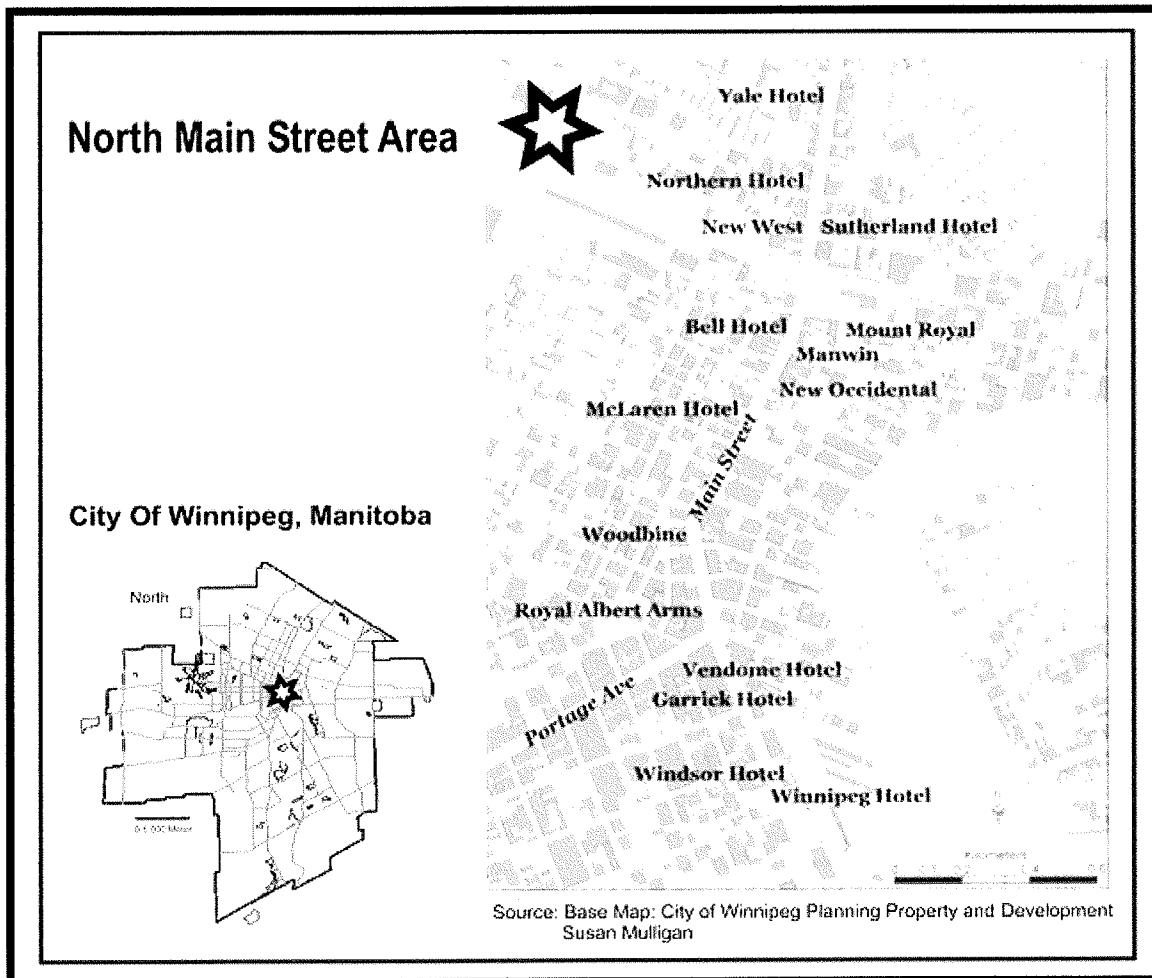 North Main Street Area
Yale Hotel
Northern Hotel
New West Sutherland Hotel
Bell Hotel Mount Royal
Manwin
New Occidental
McLaren Hotel
Main Street
City Of Winnipeg, Manitoba
Woodbine
North
Royal Albert Arms
Vendome Hotel
Portage Ave
Garrick Hotel
Windsor Hotel
Winnipeg Hotel
Kilometers
Source: Base Map: City of Winnipeg Planning Property and Development
Susan Mulligan